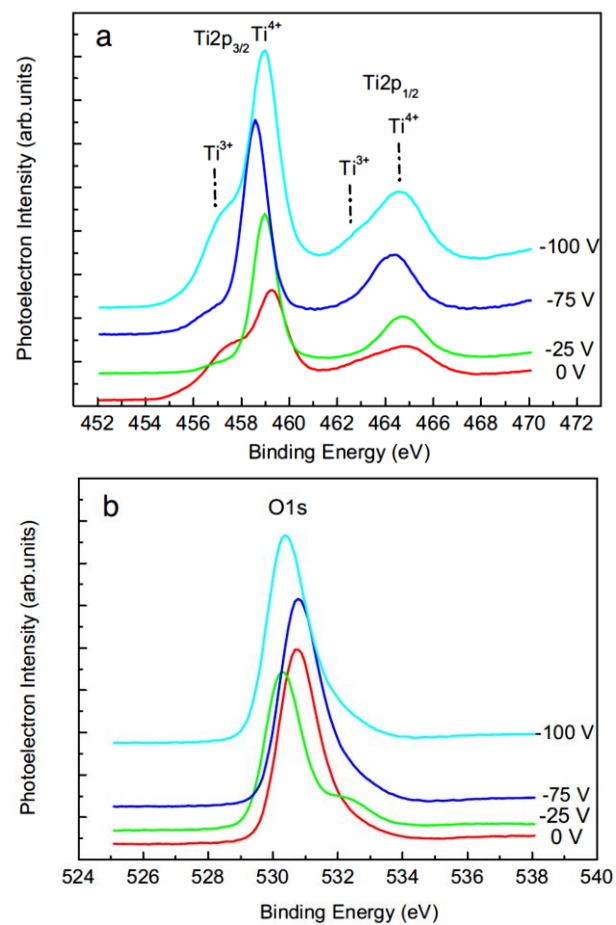 a
Ti2p3/2 Ti4+
Ti2p1/2
Ti3+
Ti3+ Ti4+
Photoelectron Intensity (arb.units)
-100 V
-75 V
-25 V
0 V
452 454 456 458 460 462 464 466 468 470 472
Binding Energy (eV)
b
O1s
Photoelectron Intensity (arb.units)
-100 V
-75 V
-25 V
0 V
524 526 528 530 532 534 536 538 540
Binding Energy (eV)